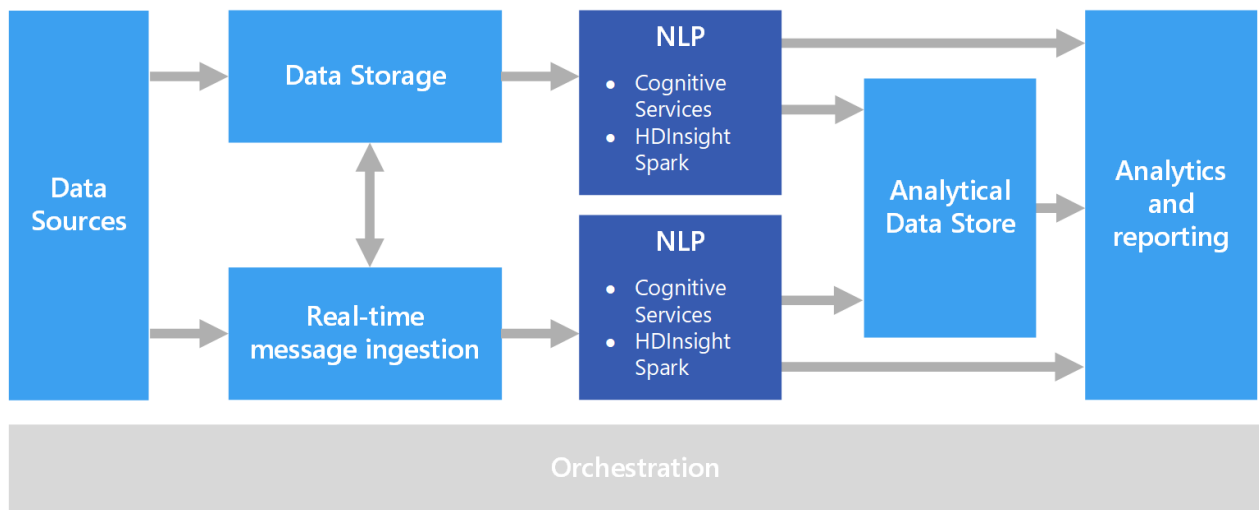 Data
Sources
Data Storage
Real-time
message ingestion
NLP
• Cognitive
Services
• HDInsight
Spark
NLP
• Cognitive
Services
• HDInsight
Spark
Analytical
Data Store
Analytics
and
reporting
Orchestration